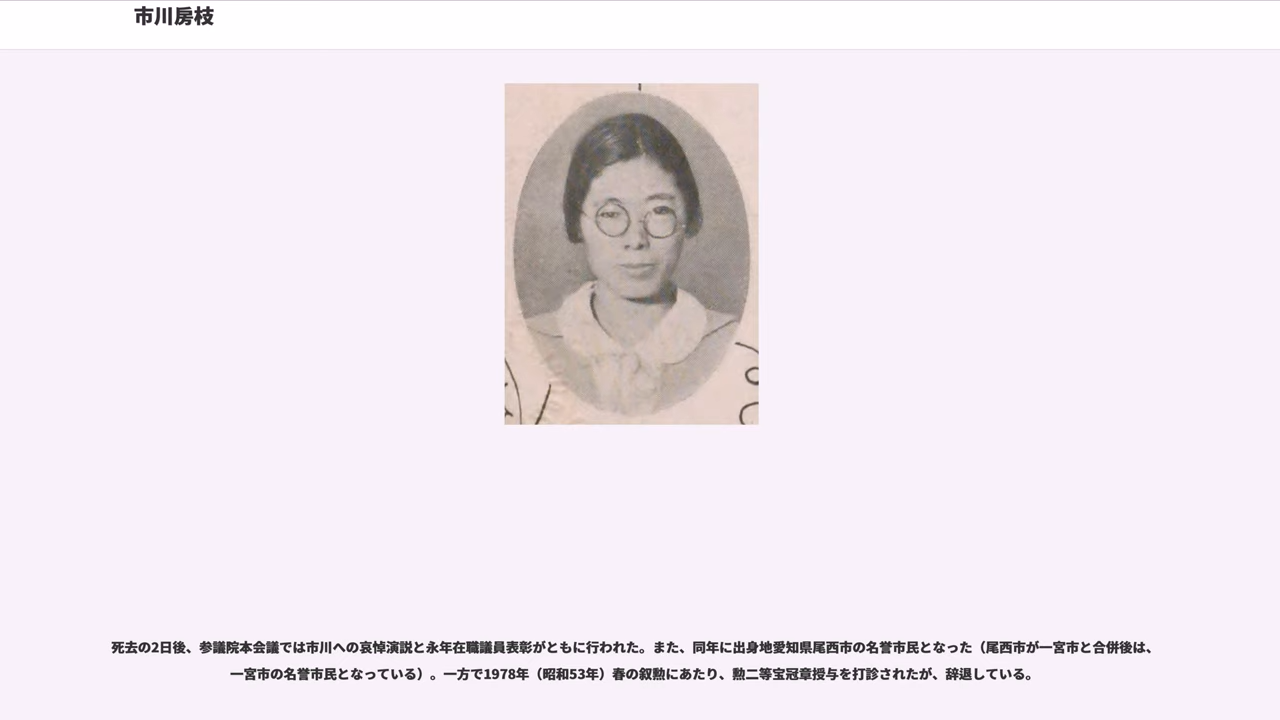 市川房枝
死去の2日後、参議院本会議では市川への哀悼演説と永年在職議員表彰がともに行われた。また、同年に出身地愛知県尾西市の名誉市民となった（尾西市が一宮市と合併後は、
一宮市の名誉市民となっている）。一方で1978年（昭和53年）春の叙勲にあたり、勲二等宝冠章授与を打診されたが、辞退している。